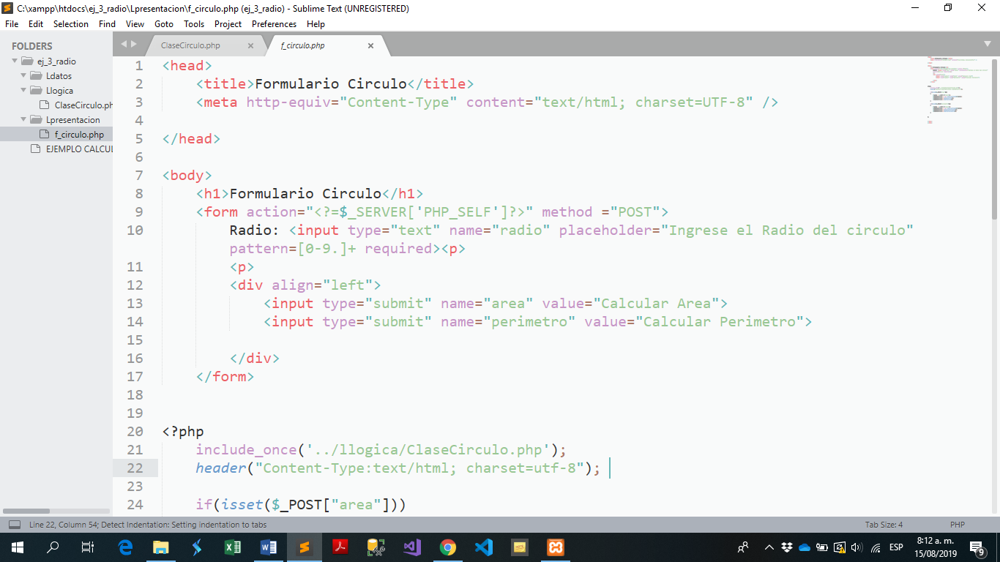 C:\xampp\htdocs\ej_3_radio\Lpresentacion\f_circulo.php (ej_3_radio) - Sublime Text (UNREGISTERED)
File Edit Selection Find View Goto Tools Project Preferences Help
FOLDERS
ej_3_radio
Ldatos
Llogica
ClaseCirculo.ph
Lpresentacion
f_circulo.php
EJEMPLO CALCUL
ClaseCirculo.php
f_circulo.php
1 <head>
2 <title>Formulario Circulo</title>
3 <meta http-equiv="Content-Type" content="text/html; charset=UTF-8" />
4
5 </head>
6
7 <body>
8 <h1>Formulario Circulo</h1>
9 <form action="<?=$_SERVER['PHP_SELF']?>" method ="POST">
10 Radio: <input type="text" name="radio" placeholder="Ingrese el Radio del circulo"
pattern=[0-9.]+ required><p>
11 <p>
12 <div align="left">
13 <input type="submit" name="area" value="Calcular Area">
14 <input type="submit" name="perimetro" value="Calcular Perimetro">
15
16 </div>
17 </form>
18
19
20 <?php
21 include_once('../llogica/ClaseCirculo.php');
22 header("Content-Type:text/html; charset=utf-8");
23
24 if(isset($_POST["area"]))
Line 22, Column 54; Detect Indentation: Setting indentation to tabs
Tab Size: 4
PHP
ESP
8:12 a. m.
15/08/2019
9